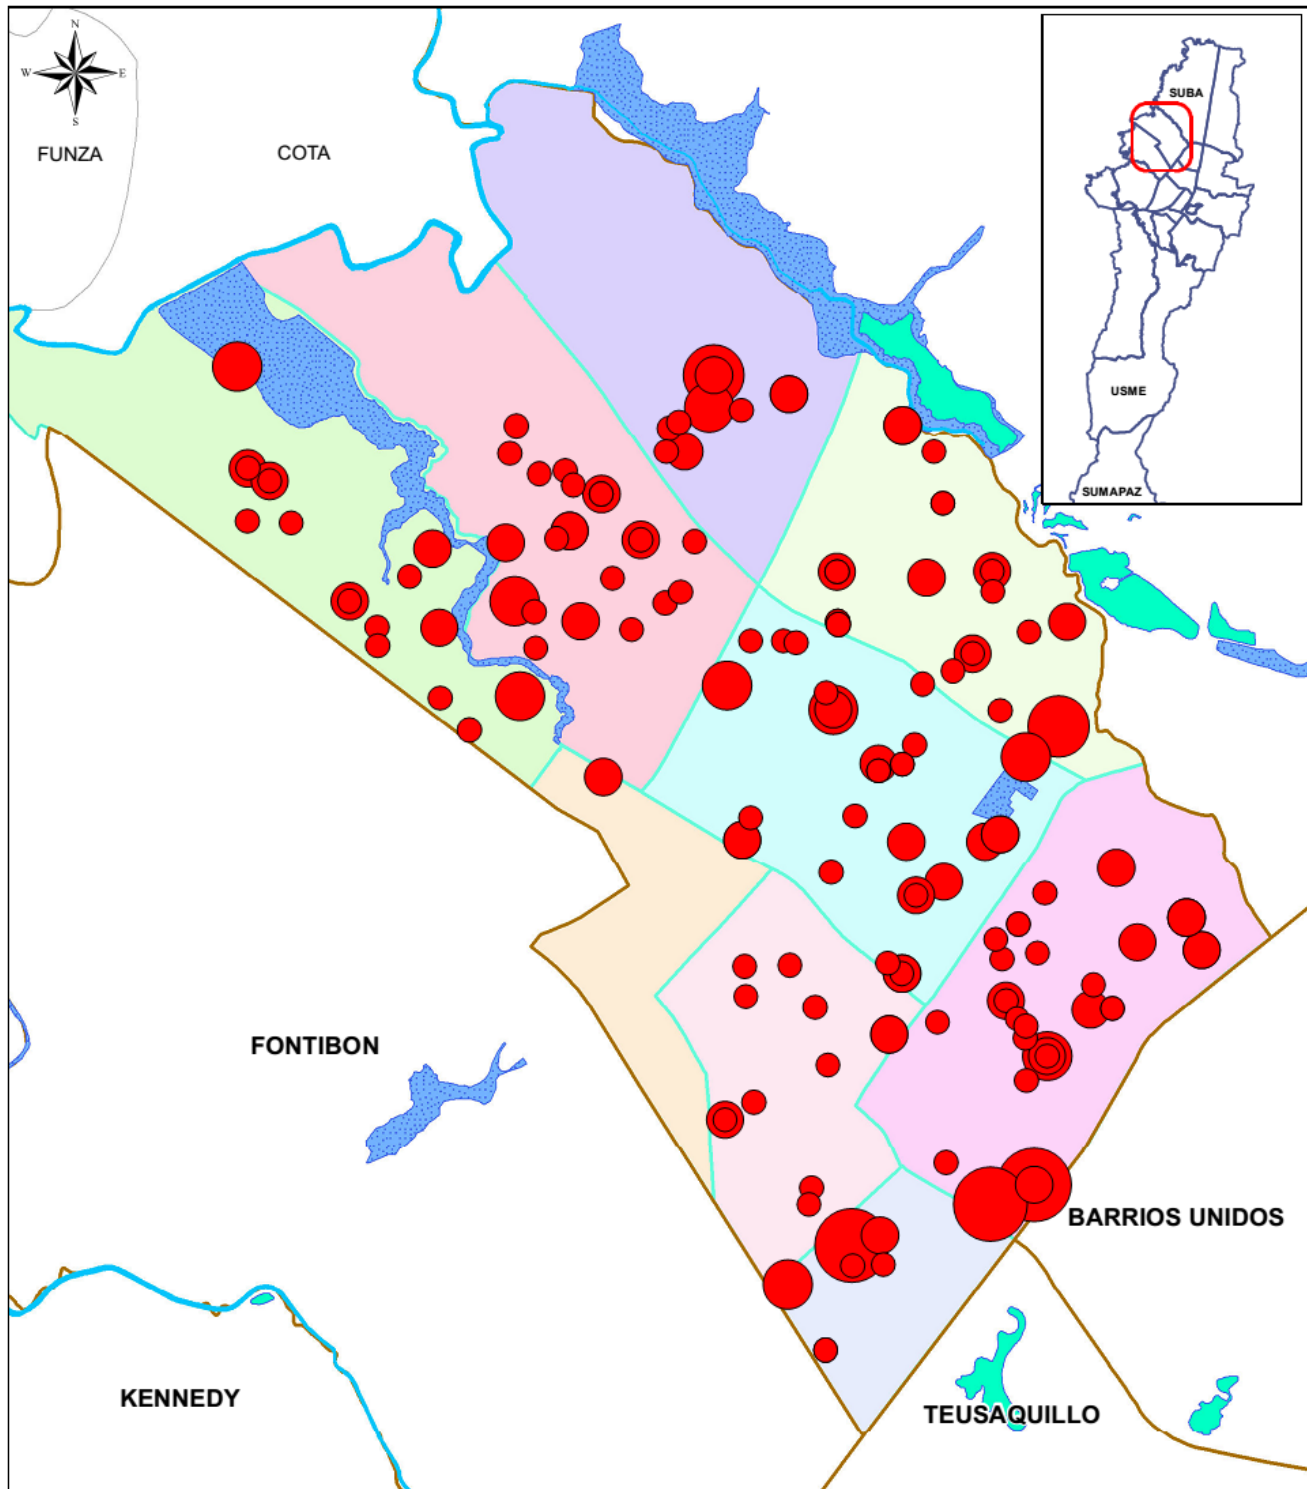 N
W E
S
FUNZA
COTA
SUBA
USME
SUMAPAZ
FONTIBON
BARRIOS UNIDOS
KENNEDY
TEUSAQUILLO